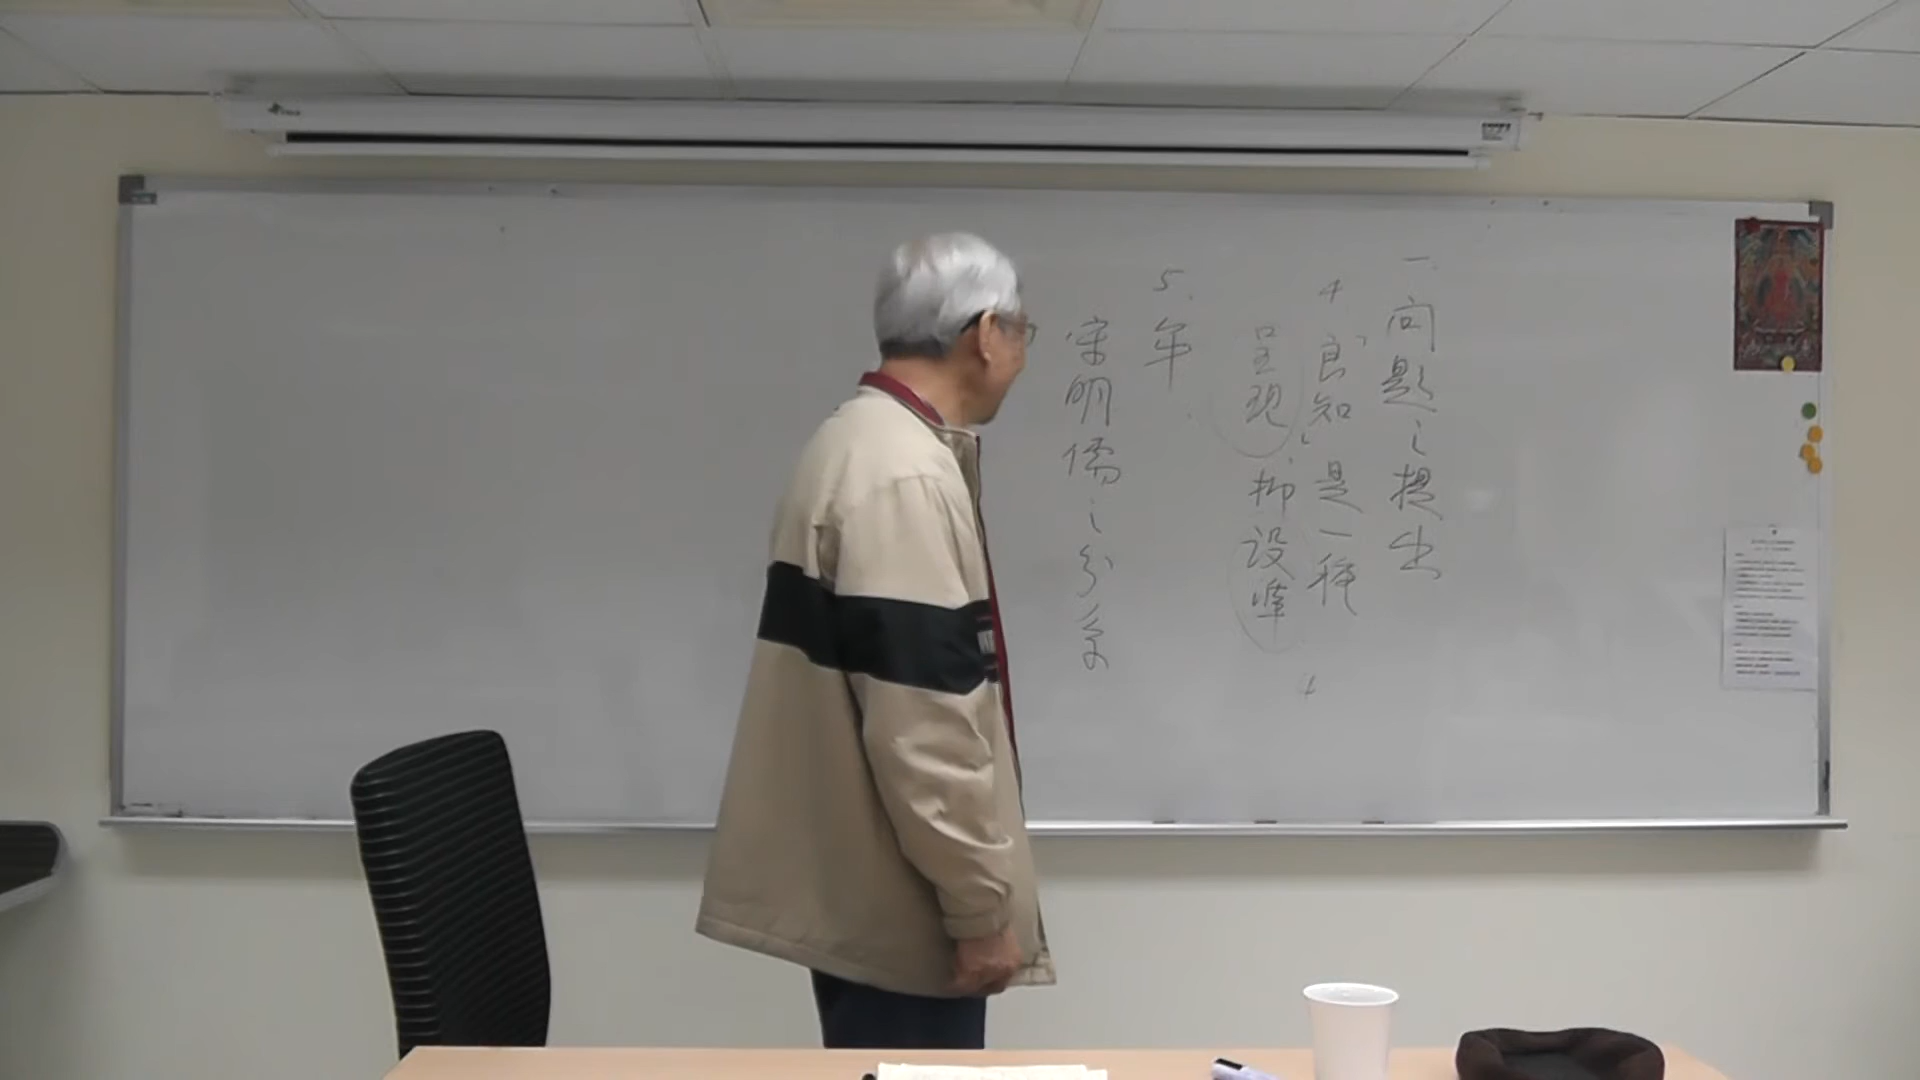 一、問題之提出
4、良知是一種
呈現抑設準
5、牟
宋明儒之分系